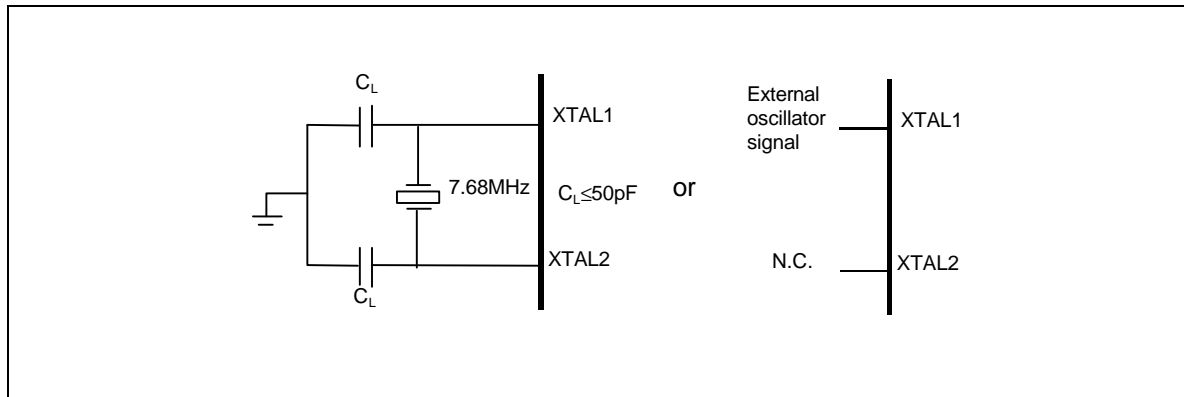 C_L
XTAL1
7.68MHz
C_L≤50pF
XTAL2
C_L
or
External
oscillator
signal
XTAL1
N.C.
XTAL2